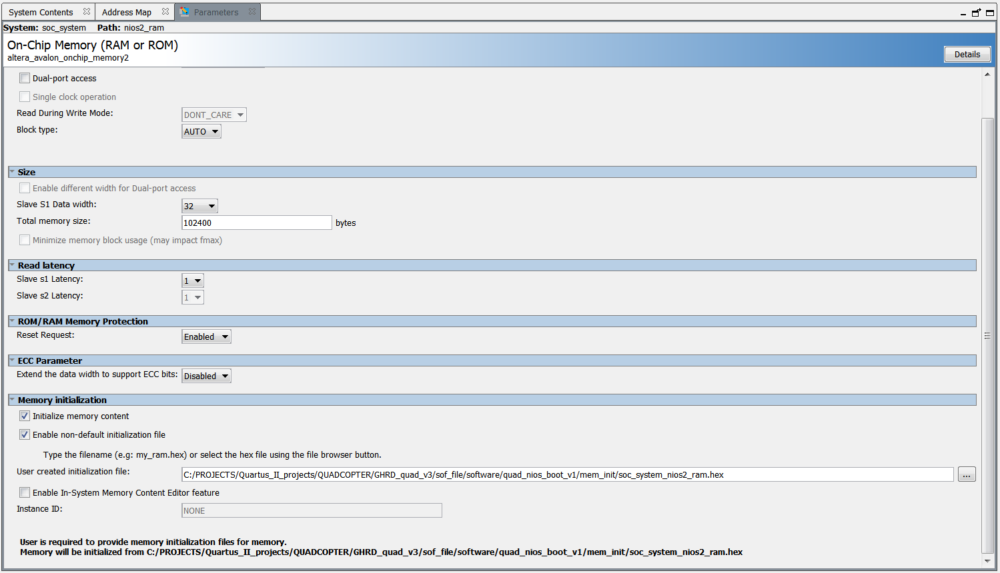 System Contents Address Map Parameters
System: soc_system Path: nios2_ram
On-Chip Memory (RAM or ROM)
altera_avalon_onchip_memory2
Details
Dual-port access
Single clock operation
Read During Write Mode: DONT_CARE
Block type: AUTO
Size
Enable different width for Dual-port access
Slave S1 Data width: 32
Total memory size: 102400 bytes
Minimize memory block usage (may impact fmax)
Read latency
Slave s1 Latency: 1
Slave s2 Latency: 1
ROM/RAM Memory Protection
Reset Request: Enabled
ECC Parameter
Extend the data width to support ECC bits: Disabled
Memory initialization
Initialize memory content
Enable non-default initialization file
Type the filename (e.g: my_ram.hex) or select the hex file using the file browser button.
User created initialization file: C:/PROJECTS/Quartus_II_projects/QUADCOPTER/GHRD_quad_v3/sof_file/software/quad_nios_boot_v1/mem_init/soc_system_nios2_ram.hex ...
Enable In-System Memory Content Editor feature
Instance ID: NONE
User is required to provide memory initialization files for memory.
Memory will be initialized from C:/PROJECTS/Quartus_II_projects/QUADCOPTER/GHRD_quad_v3/sof_file/software/quad_nios_boot_v1/mem_init/soc_system_nios2_ram.hex